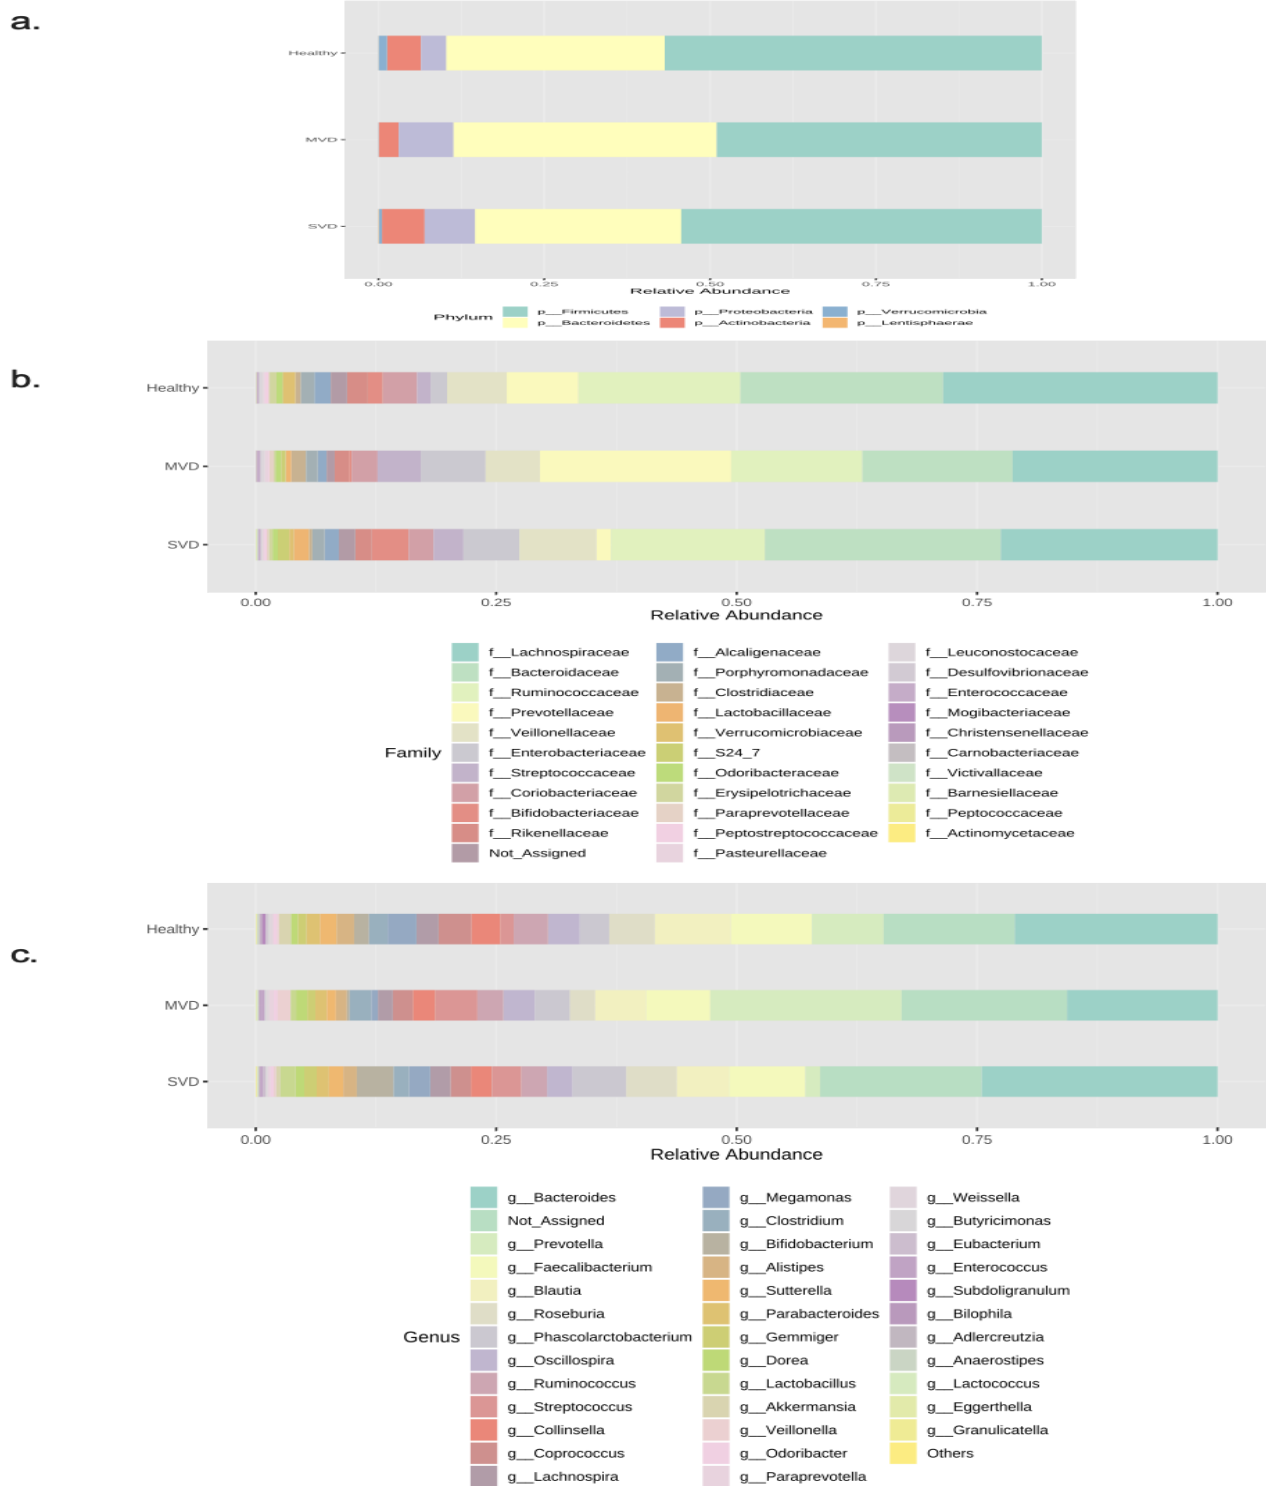 a.
Healthy
MVD
SVD
0.00 0.25 0.50 0.75 1.00
Relative Abundance
Phylum
p__Firmicutes p__Proteobacteria p__Verrucomicrobia
p__Bacteroidetes p__Actinobacteria p__Lentisphaerae
b.
Healthy
MVD
SVD
0.00 0.25 0.50 0.75 1.00
Relative Abundance
f__Lachnospiraceae f__Alcaligenaceae f__Leuconostocaceae
f__Bacteroidaceae f__Porphyromonadaceae f__Desulfovibrionaceae
f__Ruminococcaceae f__Clostridiaceae f__Enterococcaceae
f__Prevotellaceae f__Lactobacillaceae f__Mogibacteriaceae
f__Veillonellaceae f__Verrucomicrobiaceae f__Christensenellaceae
Family f__Enterobacteriaceae f__S24_7 f__Carnobacteriaceae
f__Streptococcaceae f__Odoribacteraceae f__Victivallaceae
f__Coriobacteriaceae f__Erysipelotrichaceae f__Barnesiellaceae
f__Bifidobacteriaceae f__Paraprevotellaceae f__Peptococcaceae
f__Rikenellaceae f__Peptostreptococcaceae f__Actinomycetaceae
Not_Assigned f__Pasteurellaceae
c.
Healthy
MVD
SVD
0.00 0.25 0.50 0.75 1.00
Relative Abundance
g__Bacteroides g__Megamonas g__Weissella
Not_Assigned g__Clostridium g__Butyricimonas
g__Prevotella g__Bifidobacterium g__Eubacterium
g__Faecalibacterium g__Alistipes g__Enterococcus
g__Blautia g__Sutterella g__Subdoligranulum
g__Roseburia g__Parabacteroides g__Bilophila
Genus g__Phascolarctobacterium g__Gemmiger g__Adlercreutzia
g__Oscillospira g__Dorea g__Anaerostipes
g__Ruminococcus g__Lactobacillus g__Lactococcus
g__Streptococcus g__Akkermansia g__Eggerthella
g__Collinsella g__Veillonella g__Granulicatella
g__Coprococcus g__Odoribacter Others
g__Lachnospira g__Paraprevotella